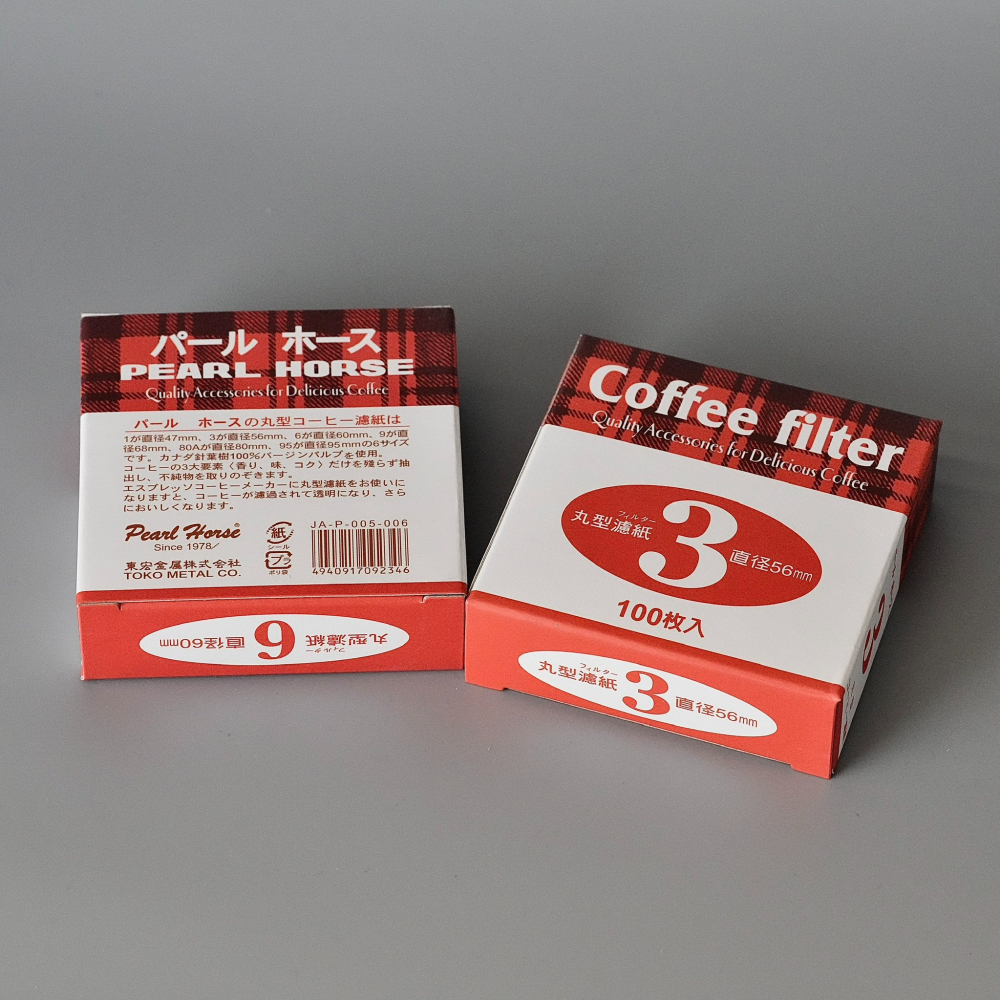 パール ホース
PEARL HORSE
Quality Accessories for Delicious Coffee
パール ホースの丸型コーヒー濾紙は
1が直径47mm、3が直径56mm、6が直径60mm、9が直
径68mm、80Aが直径80mm、95が直径95mmの6サイズ
です。カナダ針葉樹100%バージンパルプを使用。
コーヒーの3大要素〈香り、味、コク〉だけを残らず抽
出し、不純物を取りのぞきます。
エスプレッソコーヒーメーカーに丸型濾紙をお使いに
なりますと、コーヒーが濾過されて透明になり、さら
においしくなります。
Pearl Horse®
Since 1978/
東宏金属株式会社
TOKO METAL CO.
紙
シール
プラ
ポリ袋
JA-P-005-006
4940917092346
フィルター
丸型濾紙 6 直径60mm
Coffee filter
Quality Accessories for Delicious Coffee
フィルター
丸型濾紙 3 直径56mm
100枚入
フィルター
丸型濾紙 3 直径56mm
3